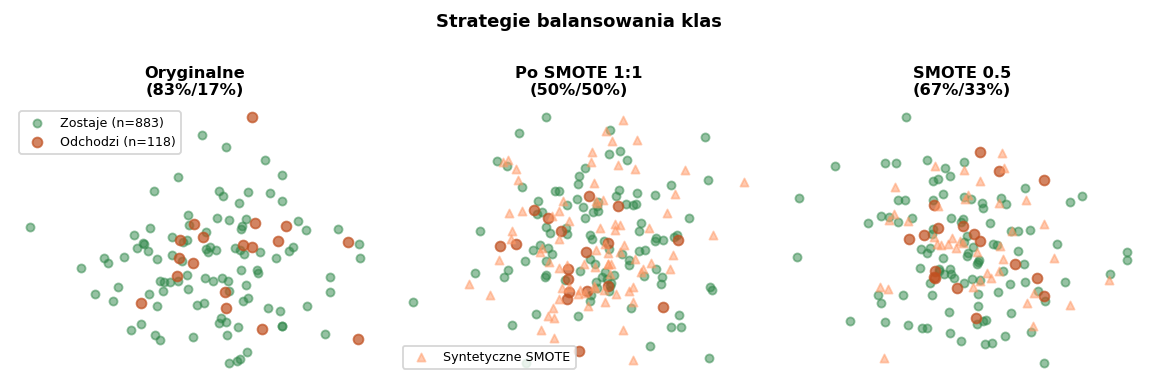 Strategie balansowania klas
Oryginalne
(83%/17%)
Zostaje (n=883)
Odchodzi (n=118)
Po SMOTE 1:1
(50%/50%)
Syntetyczne SMOTE
SMOTE 0.5
(67%/33%)